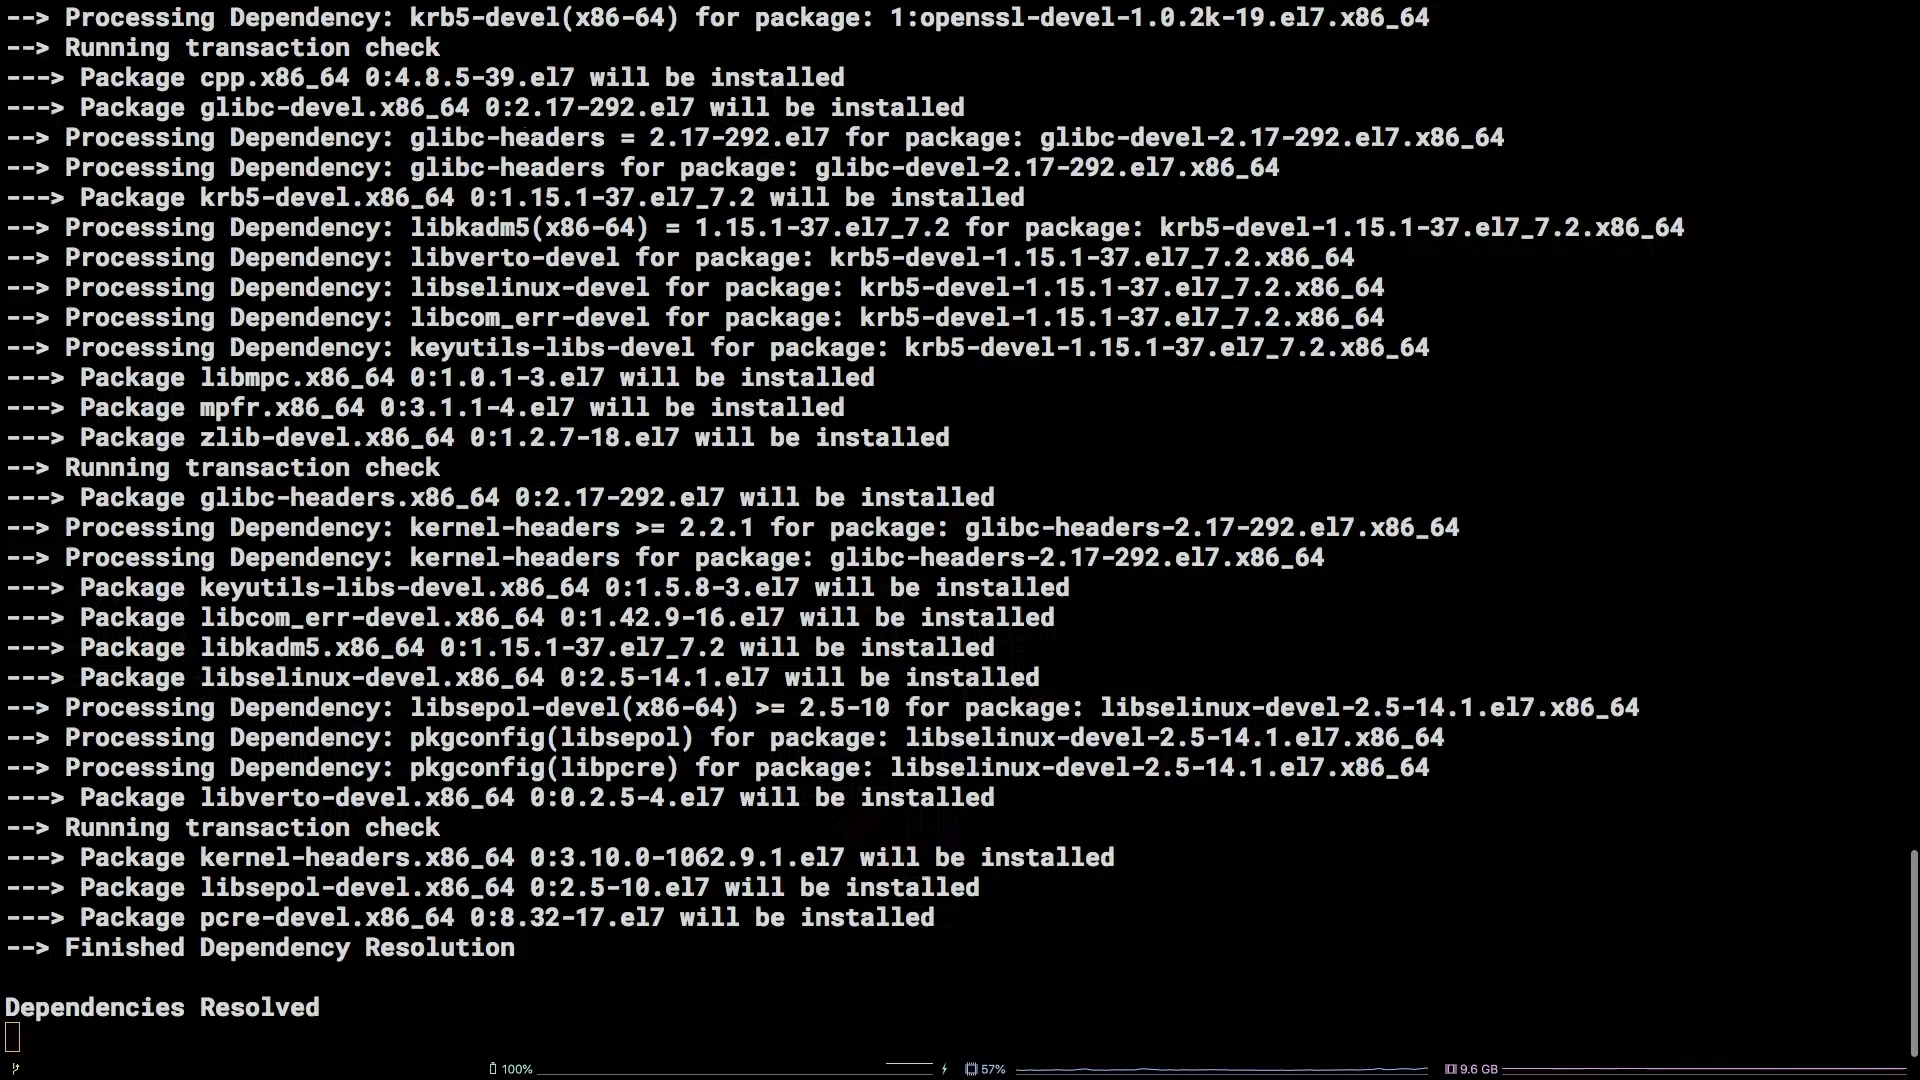 --> Processing Dependency: krb5-devel(x86-64) for package: 1:openssl-devel-1.0.2k-19.el7.x86_64
--> Running transaction check
---> Package cpp.x86_64 0:4.8.5-39.el7 will be installed
---> Package glibc-devel.x86_64 0:2.17-292.el7 will be installed
--> Processing Dependency: glibc-headers = 2.17-292.el7 for package: glibc-devel-2.17-292.el7.x86_64
--> Processing Dependency: glibc-headers for package: glibc-devel-2.17-292.el7.x86_64
---> Package krb5-devel.x86_64 0:1.15.1-37.el7_7.2 will be installed
--> Processing Dependency: libkadm5(x86-64) = 1.15.1-37.el7_7.2 for package: krb5-devel-1.15.1-37.el7_7.2.x86_64
--> Processing Dependency: libverto-devel for package: krb5-devel-1.15.1-37.el7_7.2.x86_64
--> Processing Dependency: libselinux-devel for package: krb5-devel-1.15.1-37.el7_7.2.x86_64
--> Processing Dependency: libcom_err-devel for package: krb5-devel-1.15.1-37.el7_7.2.x86_64
--> Processing Dependency: keyutils-libs-devel for package: krb5-devel-1.15.1-37.el7_7.2.x86_64
---> Package libmpc.x86_64 0:1.0.1-3.el7 will be installed
---> Package mpfr.x86_64 0:3.1.1-4.el7 will be installed
---> Package zlib-devel.x86_64 0:1.2.7-18.el7 will be installed
--> Running transaction check
---> Package glibc-headers.x86_64 0:2.17-292.el7 will be installed
--> Processing Dependency: kernel-headers >= 2.2.1 for package: glibc-headers-2.17-292.el7.x86_64
--> Processing Dependency: kernel-headers for package: glibc-headers-2.17-292.el7.x86_64
---> Package keyutils-libs-devel.x86_64 0:1.5.8-3.el7 will be installed
---> Package libcom_err-devel.x86_64 0:1.42.9-16.el7 will be installed
---> Package libkadm5.x86_64 0:1.15.1-37.el7_7.2 will be installed
---> Package libselinux-devel.x86_64 0:2.5-14.1.el7 will be installed
--> Processing Dependency: libsepol-devel(x86-64) >= 2.5-10 for package: libselinux-devel-2.5-14.1.el7.x86_64
--> Processing Dependency: pkgconfig(libsepol) for package: libselinux-devel-2.5-14.1.el7.x86_64
--> Processing Dependency: pkgconfig(libpcre) for package: libselinux-devel-2.5-14.1.el7.x86_64
---> Package libverto-devel.x86_64 0:0.2.5-4.el7 will be installed
--> Running transaction check
---> Package kernel-headers.x86_64 0:3.10.0-1062.9.1.el7 will be installed
---> Package libsepol-devel.x86_64 0:2.5-10.el7 will be installed
---> Package pcre-devel.x86_64 0:8.32-17.el7 will be installed
--> Finished Dependency Resolution
Dependencies Resolved
100% 57% 9.6 GB